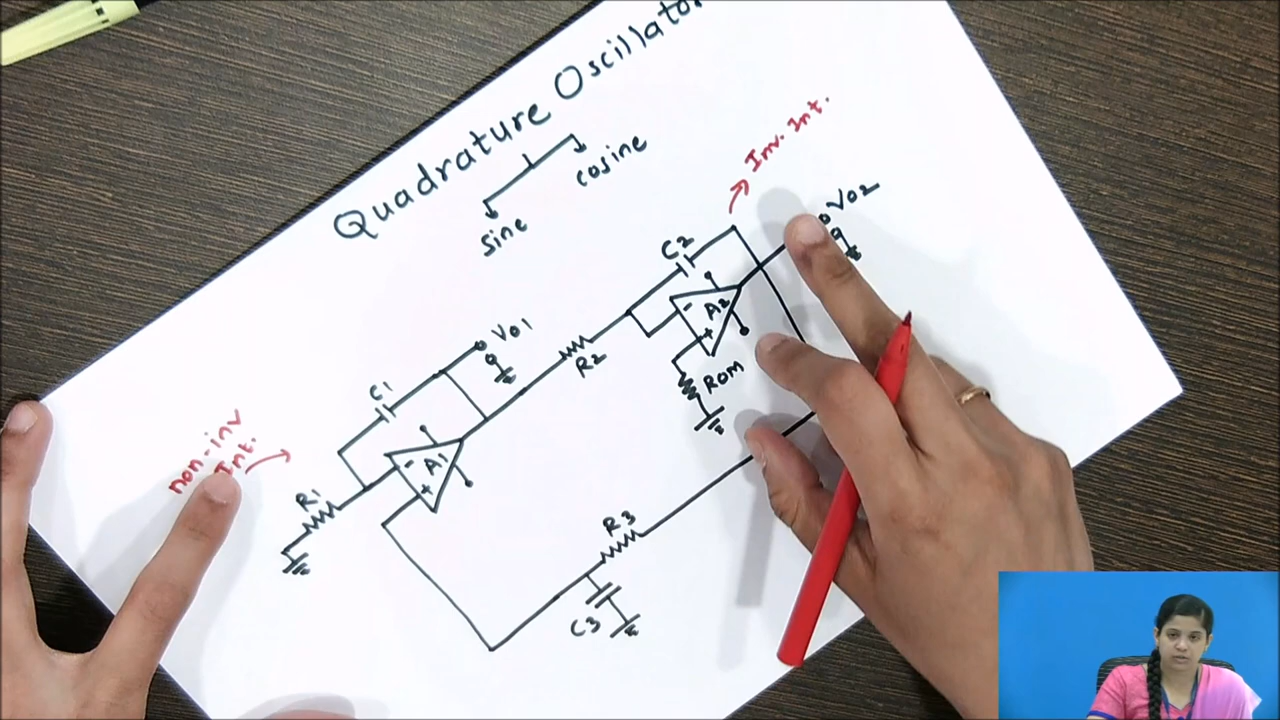 Quadrature Oscillator
sine
cosine
Inv. Int.
non-inv
Int.
R1
C1
A1
-
+
Vo1
R2
C2
A2
-
+
ROM
Vo2
R3
C3